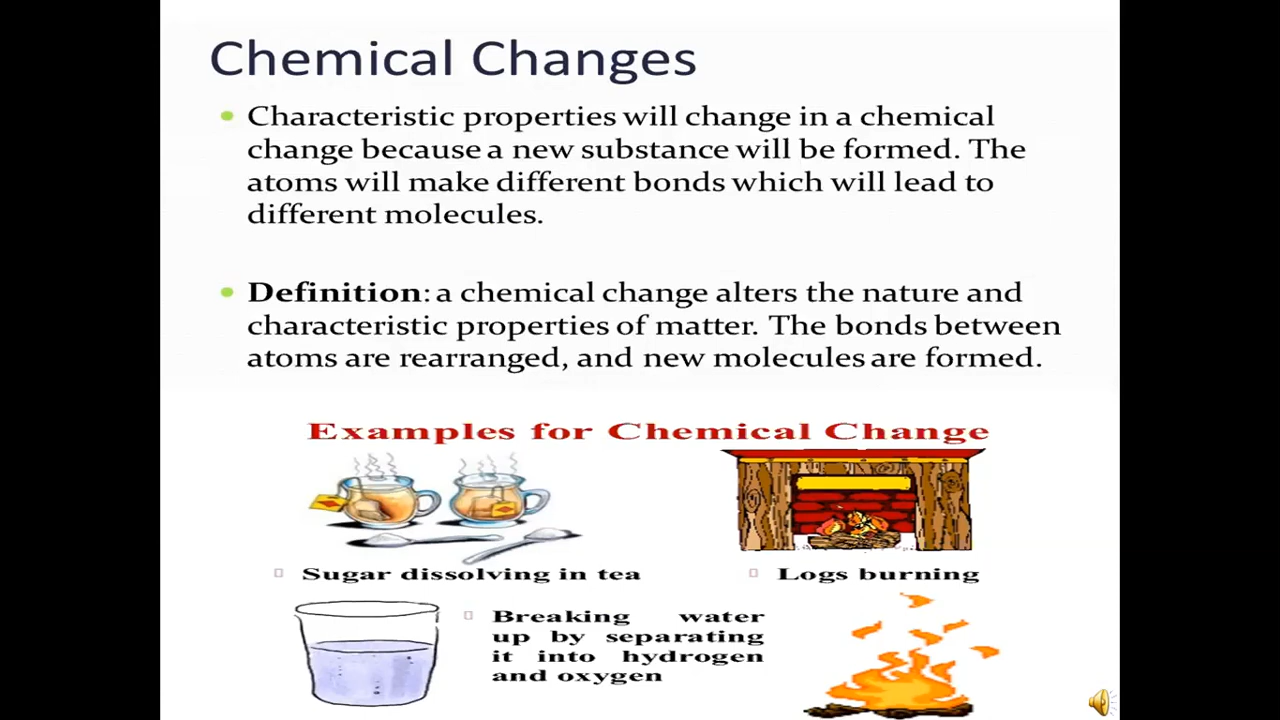 Chemical Changes
Characteristic properties will change in a chemical
change because a new substance will be formed. The
atoms will make different bonds which will lead to
different molecules.
Definition: a chemical change alters the nature and
characteristic properties of matter. The bonds between
atoms are rearranged, and new molecules are formed.
Examples for Chemical Change
Sugar dissolving in tea
Logs burning
Breaking water
up by separating
it into hydrogen
and oxygen